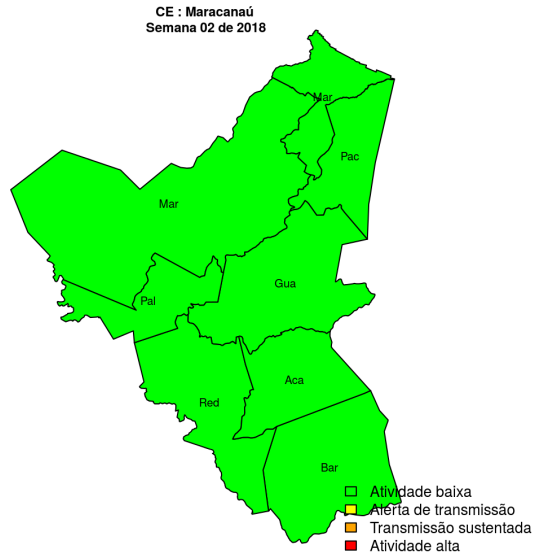 CE : Maracanaú
Semana 02 de 2018
Mar
Pac
Mar
Gua
Pal
Aca
Red
Bar
Atividade baixa
Alerta de transmissão
Transmissão sustentada
Atividade alta